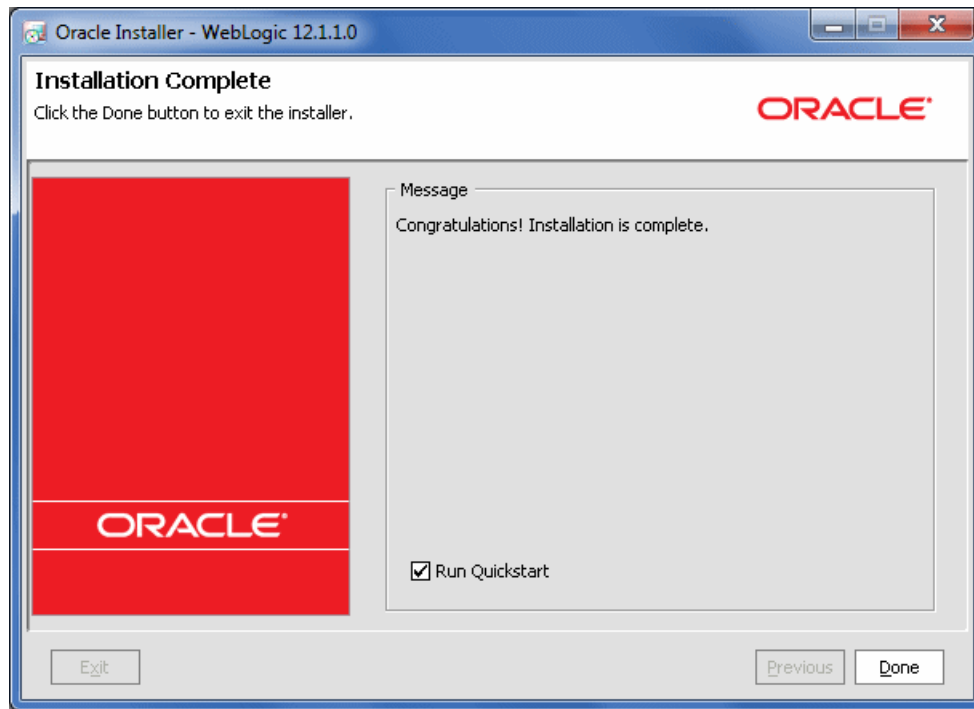 Oracle Installer - WebLogic 12.1.1.0
Installation Complete
Click the Done button to exit the installer.
ORACLE
Message
Congratulations! Installation is complete.
ORACLE
Run Quickstart
Exit
Previous
Done